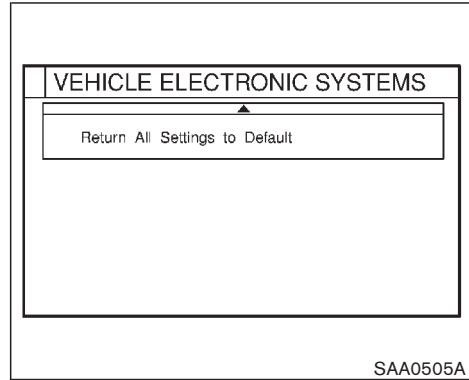 VEHICLE ELECTRONIC SYSTEMS
Return All Settings to Default
SAA0505A